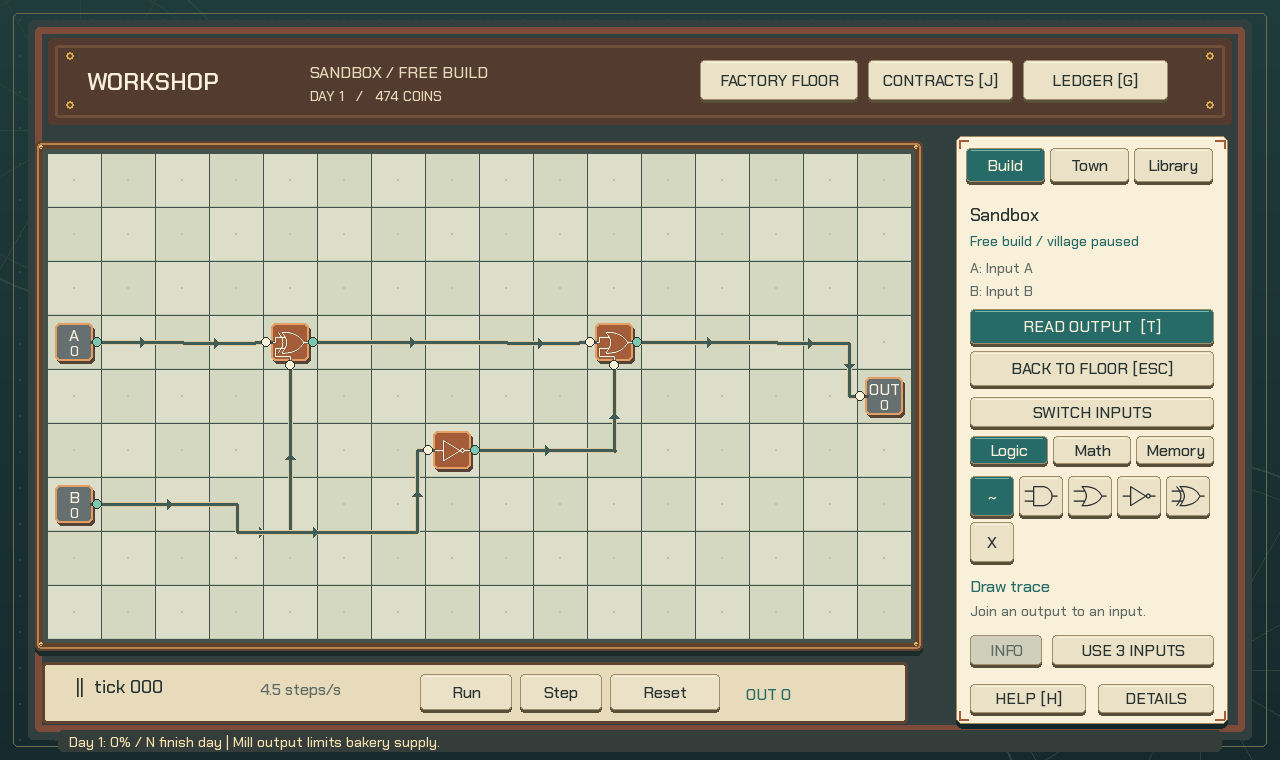 WORKSHOP
SANDBOX / FREE BUILD
DAY 1 / 474 COINS
FACTORY FLOOR
CONTRACTS [J]
LEDGER [G]
A
0
B
0
OUT
0
Build
Town
Library
Sandbox
Free build / village paused
A: Input A
B: Input B
READ OUTPUT [T]
BACK TO FLOOR [ESC]
SWITCH INPUTS
Logic
Math
Memory
~
X
Draw trace
Join an output to an input.
INFO
USE 3 INPUTS
HELP [H]
DETAILS
|| tick 000
4.5 steps/s
Run
Step
Reset
OUT 0
Day 1: 0% / N finish day | Mill output limits bakery supply.